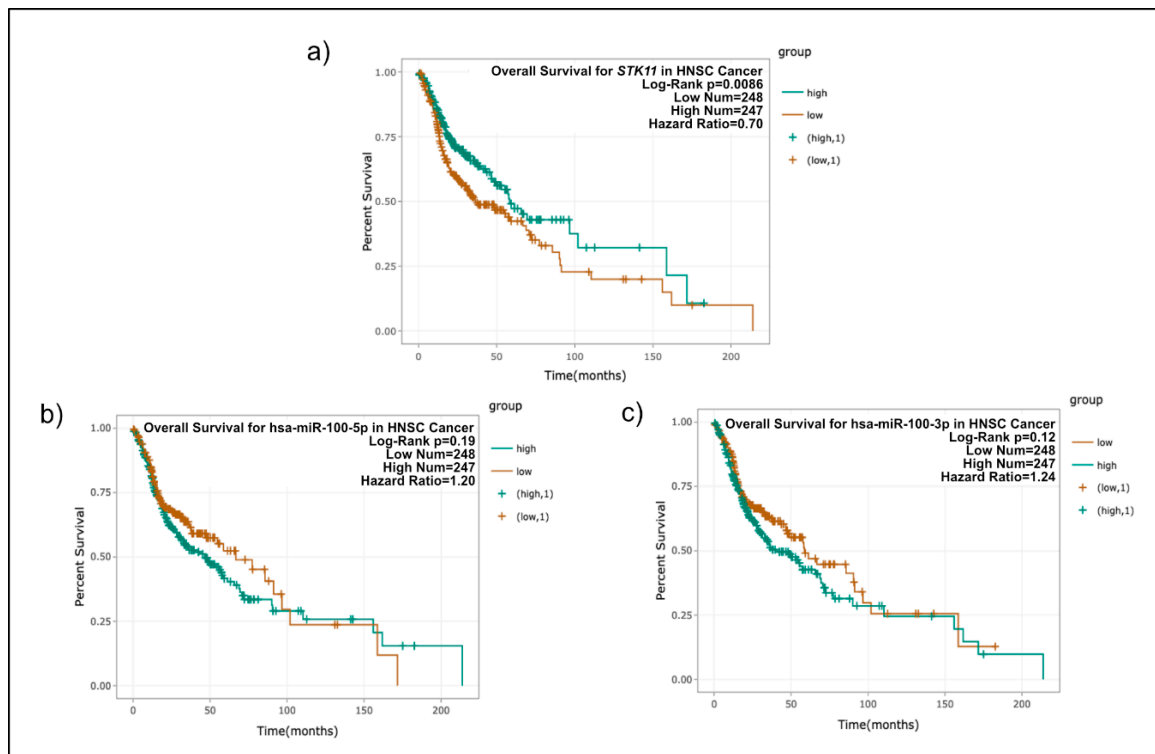 a)
group
Overall Survival for STK11 in HNSC Cancer
Log-Rank p=0.0086
Low Num=248
High Num=247
Hazard Ratio=0.70
high
low
(high,1)
(low,1)
1.00
0.75
0.50
0.25
0.00
Percent Survival
0 50 100 150 200
Time(months)
b)
group
Overall Survival for hsa-miR-100-5p in HNSC Cancer
Log-Rank p=0.19
Low Num=248
High Num=247
Hazard Ratio=1.20
high
low
(high,1)
(low,1)
1.00
0.75
0.50
0.25
0.00
Percent Survival
0 50 100 150 200
Time(months)
c)
group
Overall Survival for hsa-miR-100-3p in HNSC Cancer
Log-Rank p=0.12
Low Num=248
High Num=247
Hazard Ratio=1.24
low
high
(low,1)
(high,1)
1.00
0.75
0.50
0.25
0.00
Percent Survival
0 50 100 150 200
Time(months)